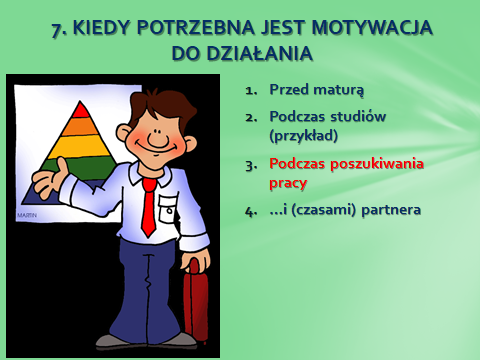 7. KIEDY POTRZEBNA JEST MOTYWACJA
DO DZIAŁANIA
1. Przed maturą
2. Podczas studiów
(przykład)
3. Podczas poszukiwania
pracy
4. ...i (czasami) partnera
MARTIN